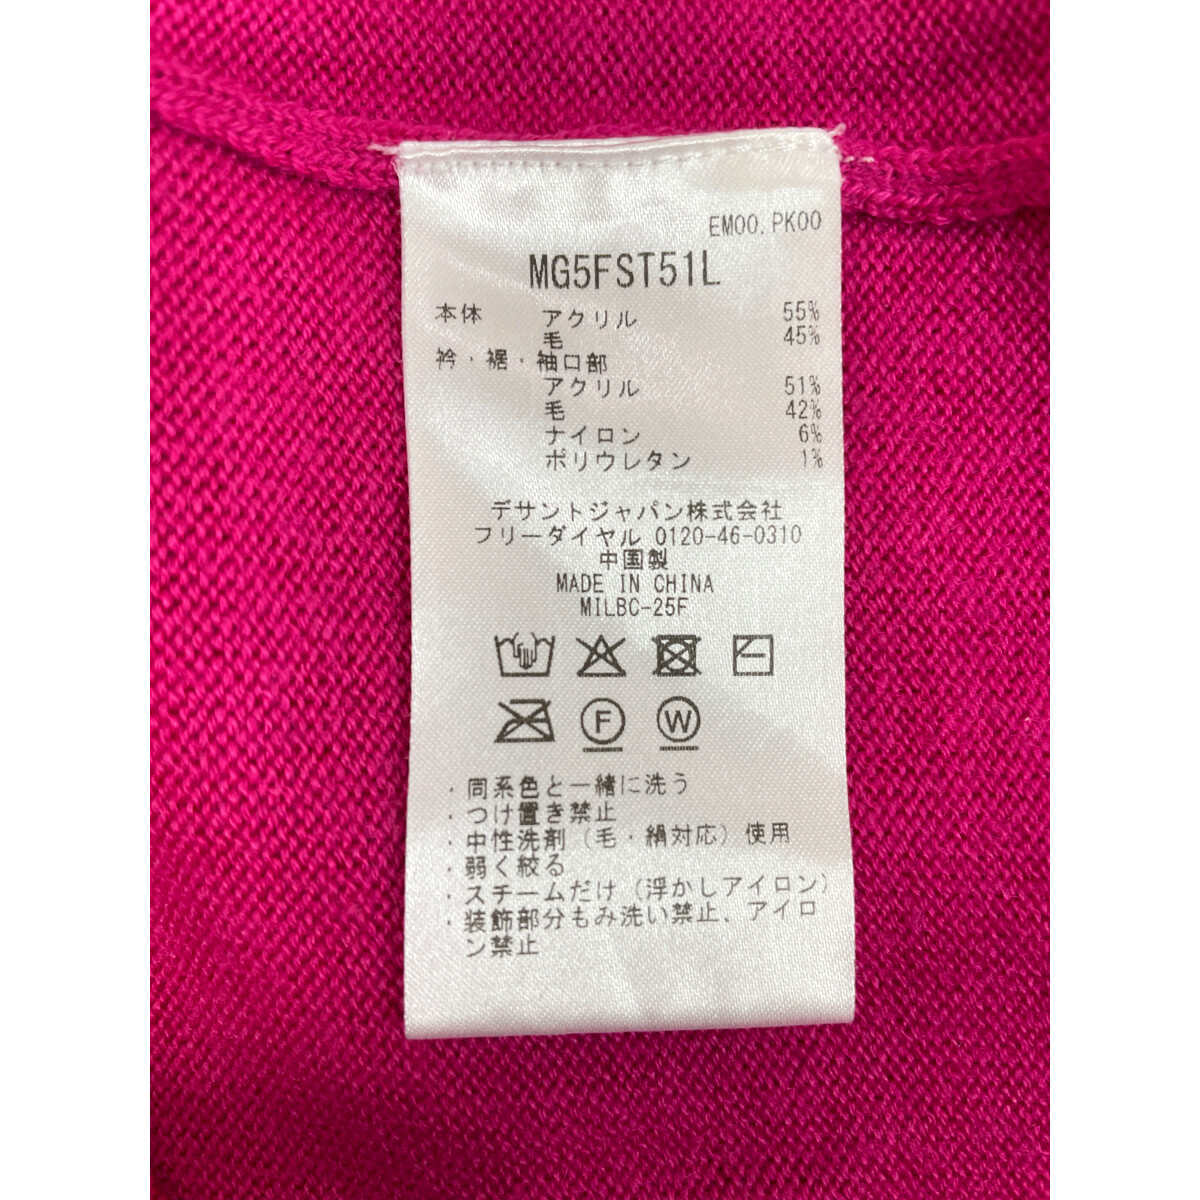 EM00.PK00
MG5FST51L
本体 アクリル 55%
毛 45%
衿・裾・袖口部
アクリル 51%
毛 42%
ナイロン 6%
ポリウレタン 1%
デサントジャパン株式会社
フリーダイヤル 0120-46-0310
中国製
MADE IN CHINA
MILBC-25F
F W
・同系色と一緒に洗う
・つけ置き禁止
・中性洗剤（毛・絹対応）使用
・弱く絞る
・スチームだけ（浮かしアイロン）
・装飾部分もみ洗い禁止、アイロ
ン禁止